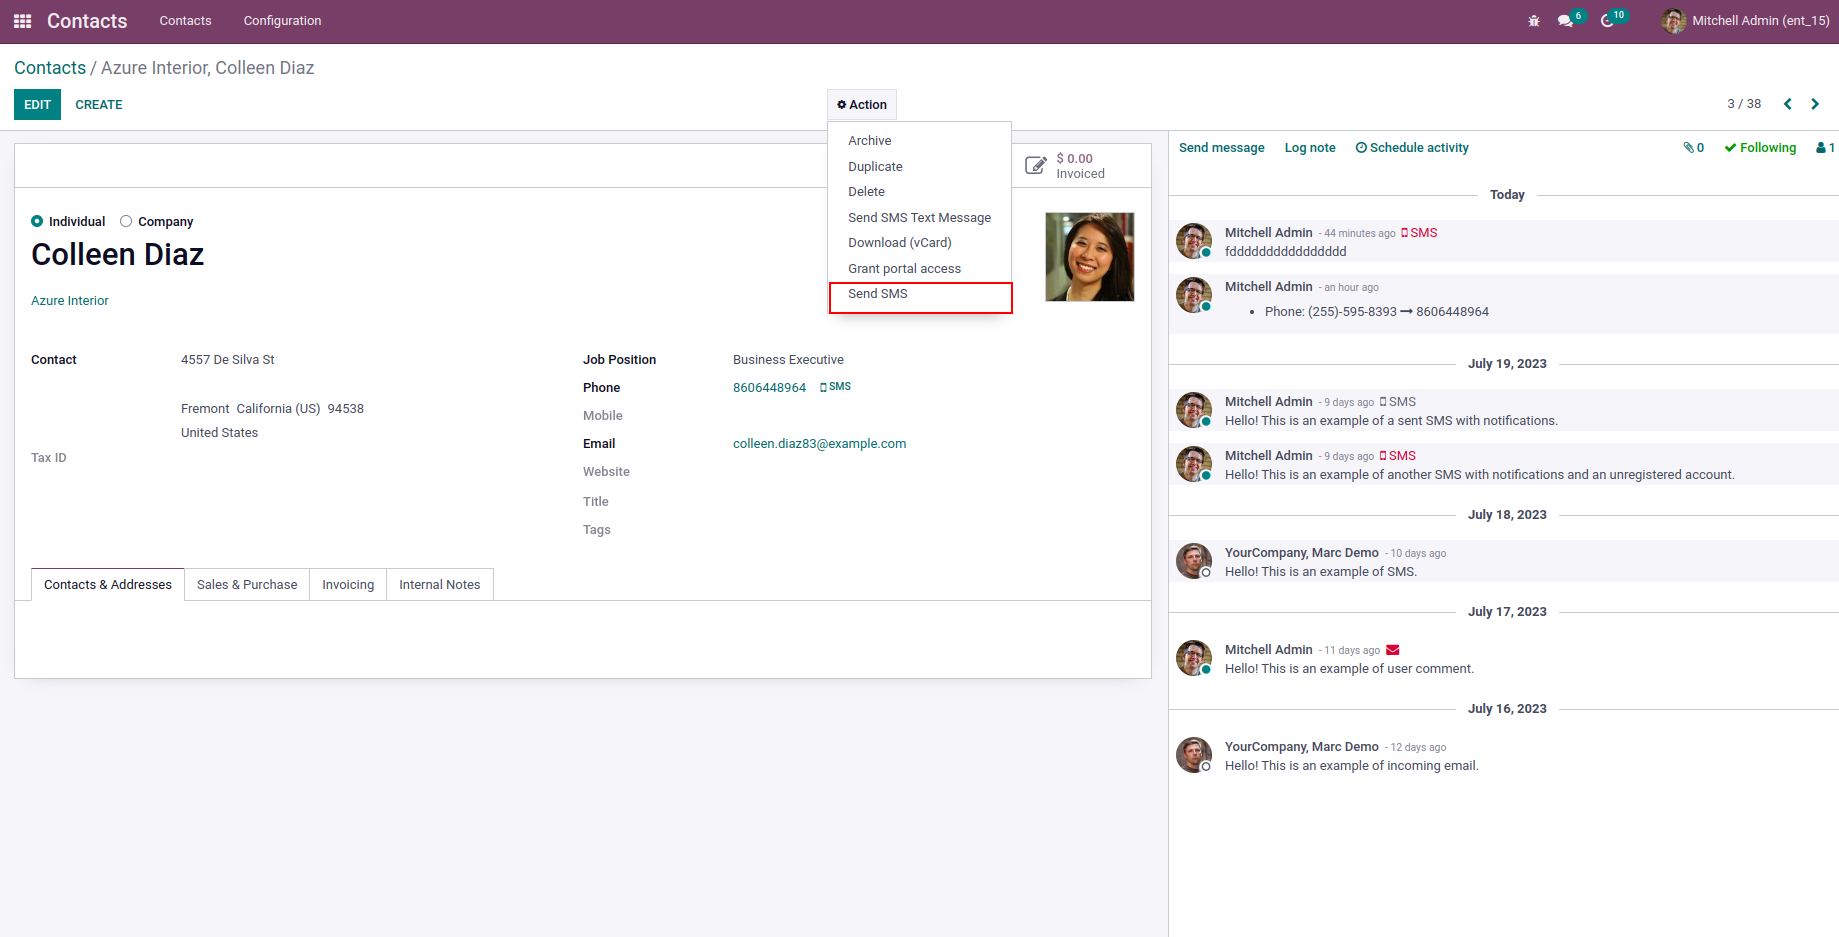 Contacts Contacts Configuration 6 10 Mitchell Admin (ent_15)
Contacts / Azure Interior, Colleen Diaz
EDIT CREATE Action 3 / 38
Archive
Duplicate
Delete
Send SMS Text Message
Download (vCard)
Grant portal access
Send SMS
$ 0.00
Invoiced
Individual Company
Colleen Diaz
Azure Interior
Contact 4557 De Silva St
Fremont California (US) 94538
United States
Tax ID
Job Position Business Executive
Phone 8606448964 SMS
Mobile
Email colleen.diaz83@example.com
Website
Title
Tags
Contacts & Addresses Sales & Purchase Invoicing Internal Notes
Send message Log note Schedule activity 0 Following 1
Today
Mitchell Admin - 44 minutes ago SMS
fdddddddddddddddd
Mitchell Admin - an hour ago
• Phone: (255)-595-8393 → 8606448964
July 19, 2023
Mitchell Admin - 9 days ago SMS
Hello! This is an example of a sent SMS with notifications.
Mitchell Admin - 9 days ago SMS
Hello! This is an example of another SMS with notifications and an unregistered account.
July 18, 2023
YourCompany, Marc Demo - 10 days ago
Hello! This is an example of SMS.
July 17, 2023
Mitchell Admin - 11 days ago
Hello! This is an example of user comment.
July 16, 2023
YourCompany, Marc Demo - 12 days ago
Hello! This is an example of incoming email.